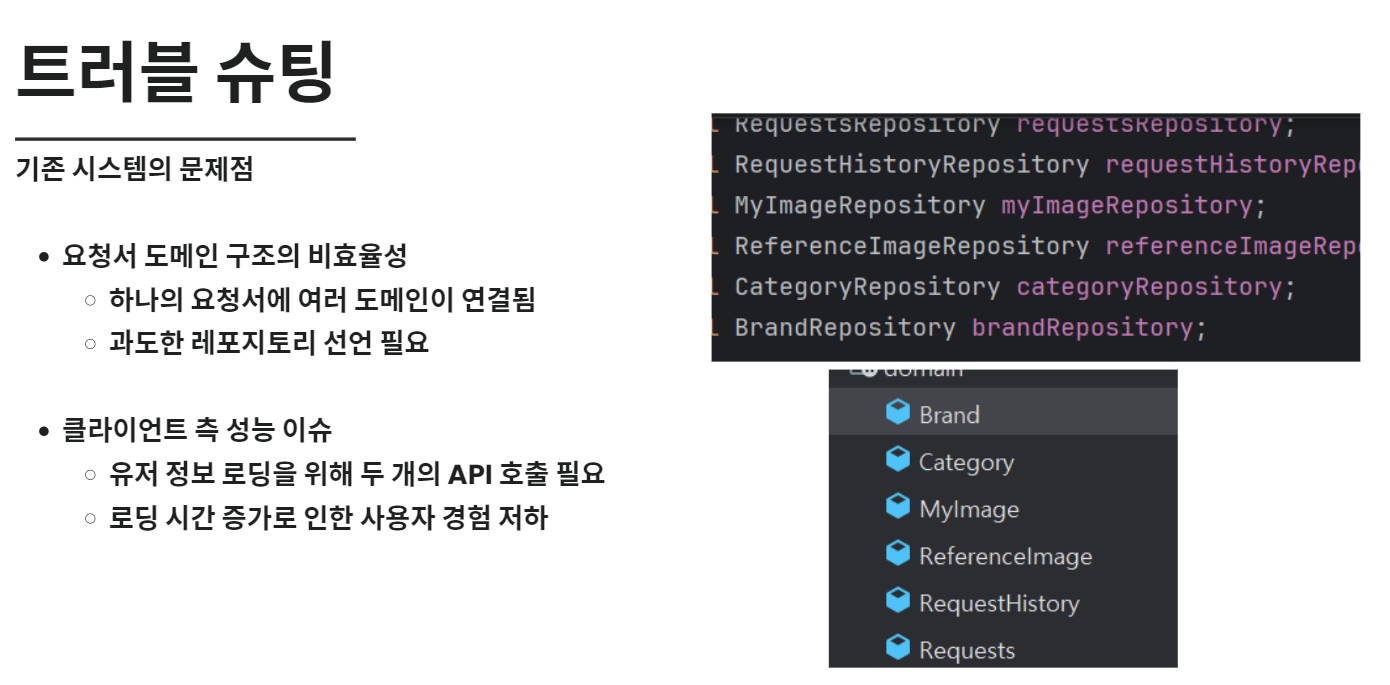 트러블 슈팅
기존 시스템의 문제점
요청서 도메인 구조의 비효율성
하나의 요청서에 여러 도메인이 연결됨
과도한 레포지토리 선언 필요
클라이언트 측 성능 이슈
유저 정보 로딩을 위해 두 개의 API 호출 필요
로딩 시간 증가로 인한 사용자 경험 저하
RequestsRepository requestsRepository;
RequestHistoryRepository requestHistoryRep
MyImageRepository myImageRepository;
ReferenceImageRepository referenceImageRep
CategoryRepository categoryRepository;
BrandRepository brandRepository;
domain
Brand
Category
MyImage
ReferenceImage
RequestHistory
Requests